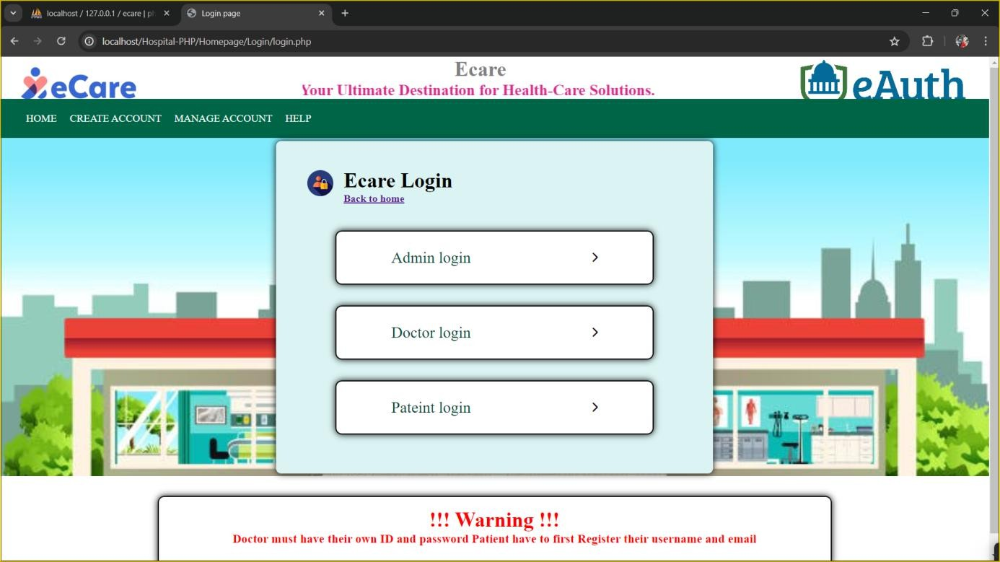 localhost / 127.0.0.1 / ecare | ph
Login page
localhost/Hospital-PHP/Homepage/Login/login.php
eCare
Ecare
Your Ultimate Destination for Health-Care Solutions.
eAuth
HOME CREATE ACCOUNT MANAGE ACCOUNT HELP
Ecare Login
Back to home
Admin login
Doctor login
Pateint login
!!! Warning !!!
Doctor must have their own ID and password Patient have to first Register their username and email